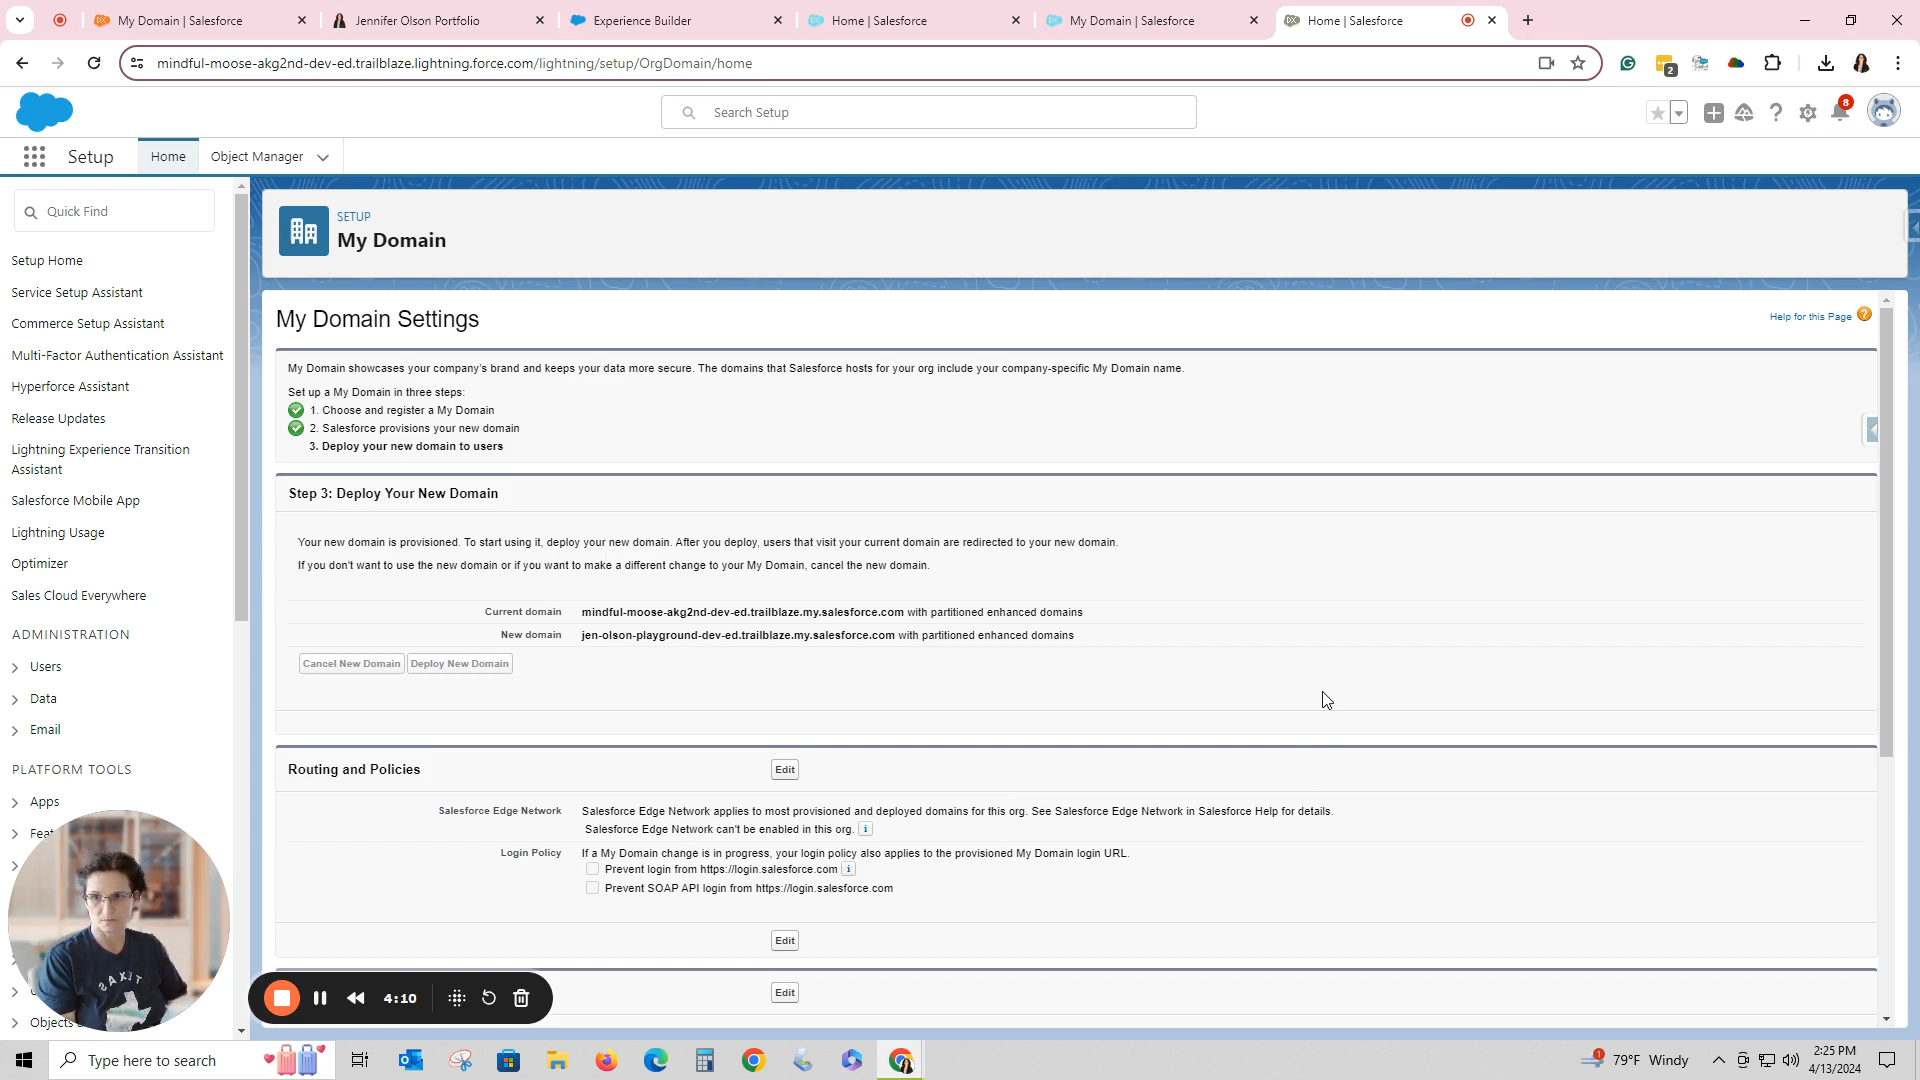 My Domain | Salesforce
Jennifer Olson Portfolio
Experience Builder
Home | Salesforce
My Domain | Salesforce
Home | Salesforce
mindful-moose-akg2nd-dev-ed.trailblaze.lightning.force.com/lightning/setup/OrgDomain/home
2
Search Setup
8
Setup
Home
Object Manager
Quick Find
Setup Home
Service Setup Assistant
Commerce Setup Assistant
Multi-Factor Authentication Assistant
Hyperforce Assistant
Release Updates
Lightning Experience Transition
Assistant
Salesforce Mobile App
Lightning Usage
Optimizer
Sales Cloud Everywhere
ADMINISTRATION
Users
Data
Email
PLATFORM TOOLS
Apps
SETUP
My Domain
My Domain Settings
Help for this Page ?
My Domain showcases your company's brand and keeps your data more secure. The domains that Salesforce hosts for your org include your company-specific My Domain name.
Set up a My Domain in three steps:
1. Choose and register a My Domain
2. Salesforce provisions your new domain
3. Deploy your new domain to users
Step 3: Deploy Your New Domain
Your new domain is provisioned. To start using it, deploy your new domain. After you deploy, users that visit your current domain are redirected to your new domain.
If you don't want to use the new domain or if you want to make a different change to your My Domain, cancel the new domain.
Current domain mindful-moose-akg2nd-dev-ed.trailblaze.my.salesforce.com with partitioned enhanced domains
New domain jen-olson-playground-dev-ed.trailblaze.my.salesforce.com with partitioned enhanced domains
Cancel New Domain Deploy New Domain
Routing and Policies Edit
Salesforce Edge Network Salesforce Edge Network applies to most provisioned and deployed domains for this org. See Salesforce Edge Network in Salesforce Help for details.
Salesforce Edge Network can't be enabled in this org. i
Login Policy If a My Domain change is in progress, your login policy also applies to the provisioned My Domain login URL.
Prevent login from https://login.salesforce.com i
Prevent SOAP API login from https://login.salesforce.com
Edit
Edit
Objects
4:10
Type here to search
1
79°F Windy
2:25 PM
4/13/2024